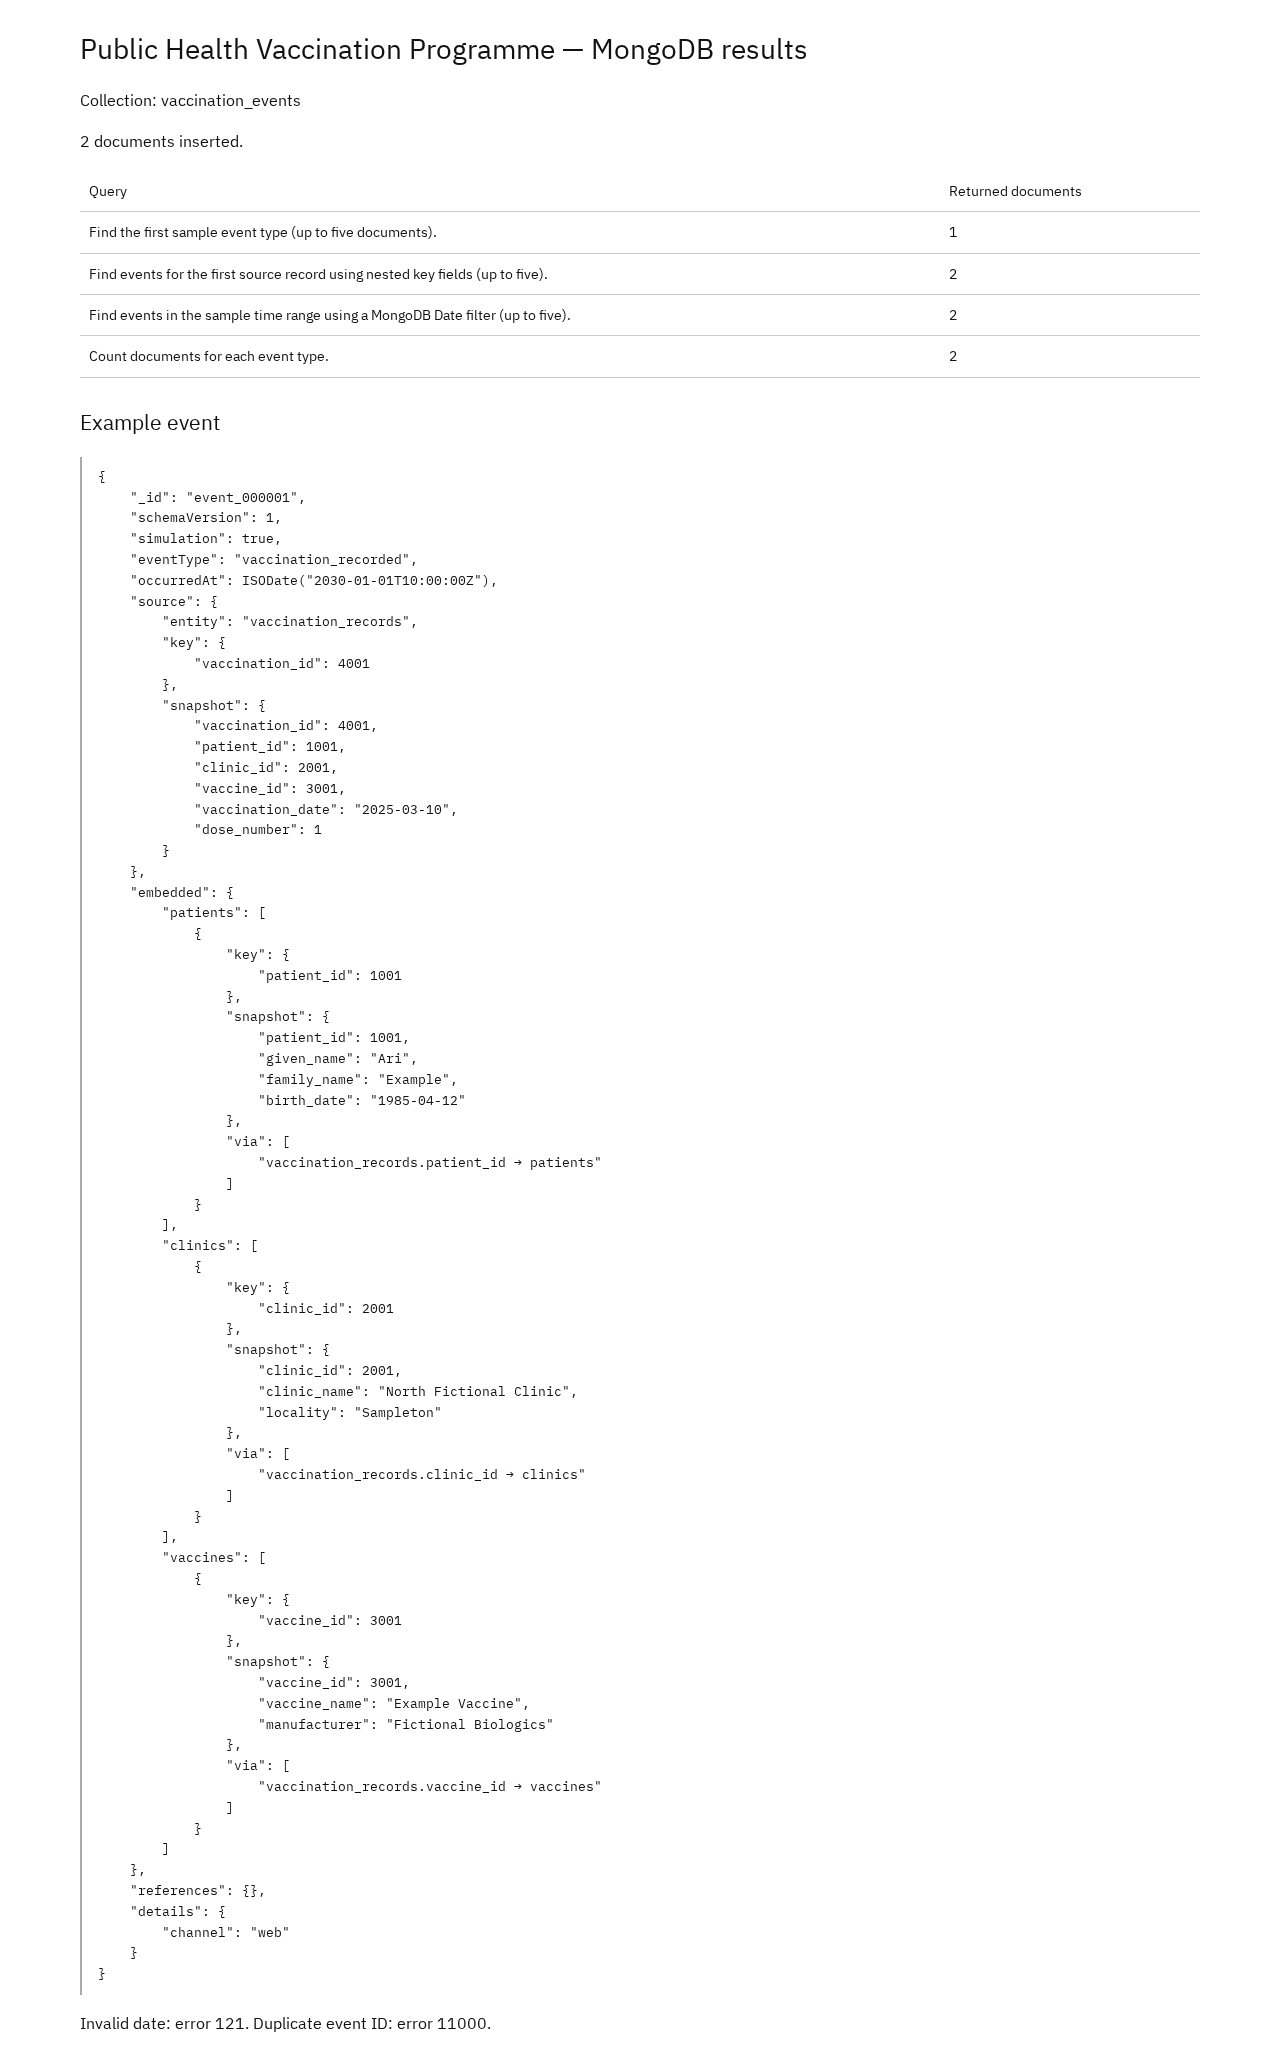 Public Health Vaccination Programme — MongoDB results
Collection: vaccination_events
2 documents inserted.
Query Returned documents
Find the first sample event type (up to five documents). 1
Find events for the first source record using nested key fields (up to five). 2
Find events in the sample time range using a MongoDB Date filter (up to five). 2
Count documents for each event type. 2
Example event
{
    "_id": "event_000001",
    "schemaVersion": 1,
    "simulation": true,
    "eventType": "vaccination_recorded",
    "occurredAt": ISODate("2030-01-01T10:00:00Z"),
    "source": {
        "entity": "vaccination_records",
        "key": {
            "vaccination_id": 4001
        },
        "snapshot": {
            "vaccination_id": 4001,
            "patient_id": 1001,
            "clinic_id": 2001,
            "vaccine_id": 3001,
            "vaccination_date": "2025-03-10",
            "dose_number": 1
        }
    },
    "embedded": {
        "patients": [
            {
                "key": {
                    "patient_id": 1001
                },
                "snapshot": {
                    "patient_id": 1001,
                    "given_name": "Ari",
                    "family_name": "Example",
                    "birth_date": "1985-04-12"
                },
                "via": [
                    "vaccination_records.patient_id → patients"
                ]
            }
        ],
        "clinics": [
            {
                "key": {
                    "clinic_id": 2001
                },
                "snapshot": {
                    "clinic_id": 2001,
                    "clinic_name": "North Fictional Clinic",
                    "locality": "Sampleton"
                },
                "via": [
                    "vaccination_records.clinic_id → clinics"
                ]
            }
        ],
        "vaccines": [
            {
                "key": {
                    "vaccine_id": 3001
                },
                "snapshot": {
                    "vaccine_id": 3001,
                    "vaccine_name": "Example Vaccine",
                    "manufacturer": "Fictional Biologics"
                },
                "via": [
                    "vaccination_records.vaccine_id → vaccines"
                ]
            }
        ]
    },
    "references": {},
    "details": {
        "channel": "web"
    }
}
Invalid date: error 121. Duplicate event ID: error 11000.